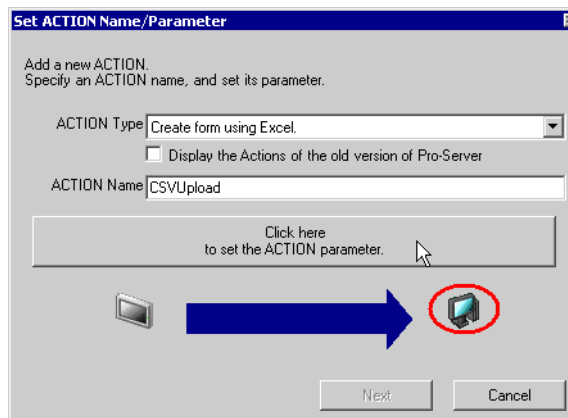 Set ACTION Name/Parameter
Add a new ACTION.
Specify an ACTION name, and set its parameter.
ACTION Type
Create form using Excel.
Display the Actions of the old version of Pro-Server
ACTION Name
CSVUpload
Click here
to set the ACTION parameter.
Next
Cancel